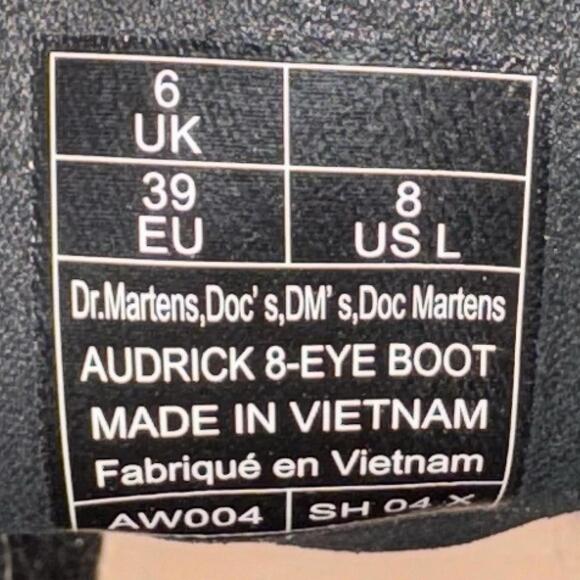 6
UK
39
EU
8
US L
Dr.Martens,Doc's,DM's,Doc Martens
AUDRICK 8-EYE BOOT
MADE IN VIETNAM
Fabriqué en Vietnam
AW004
SH 04 X